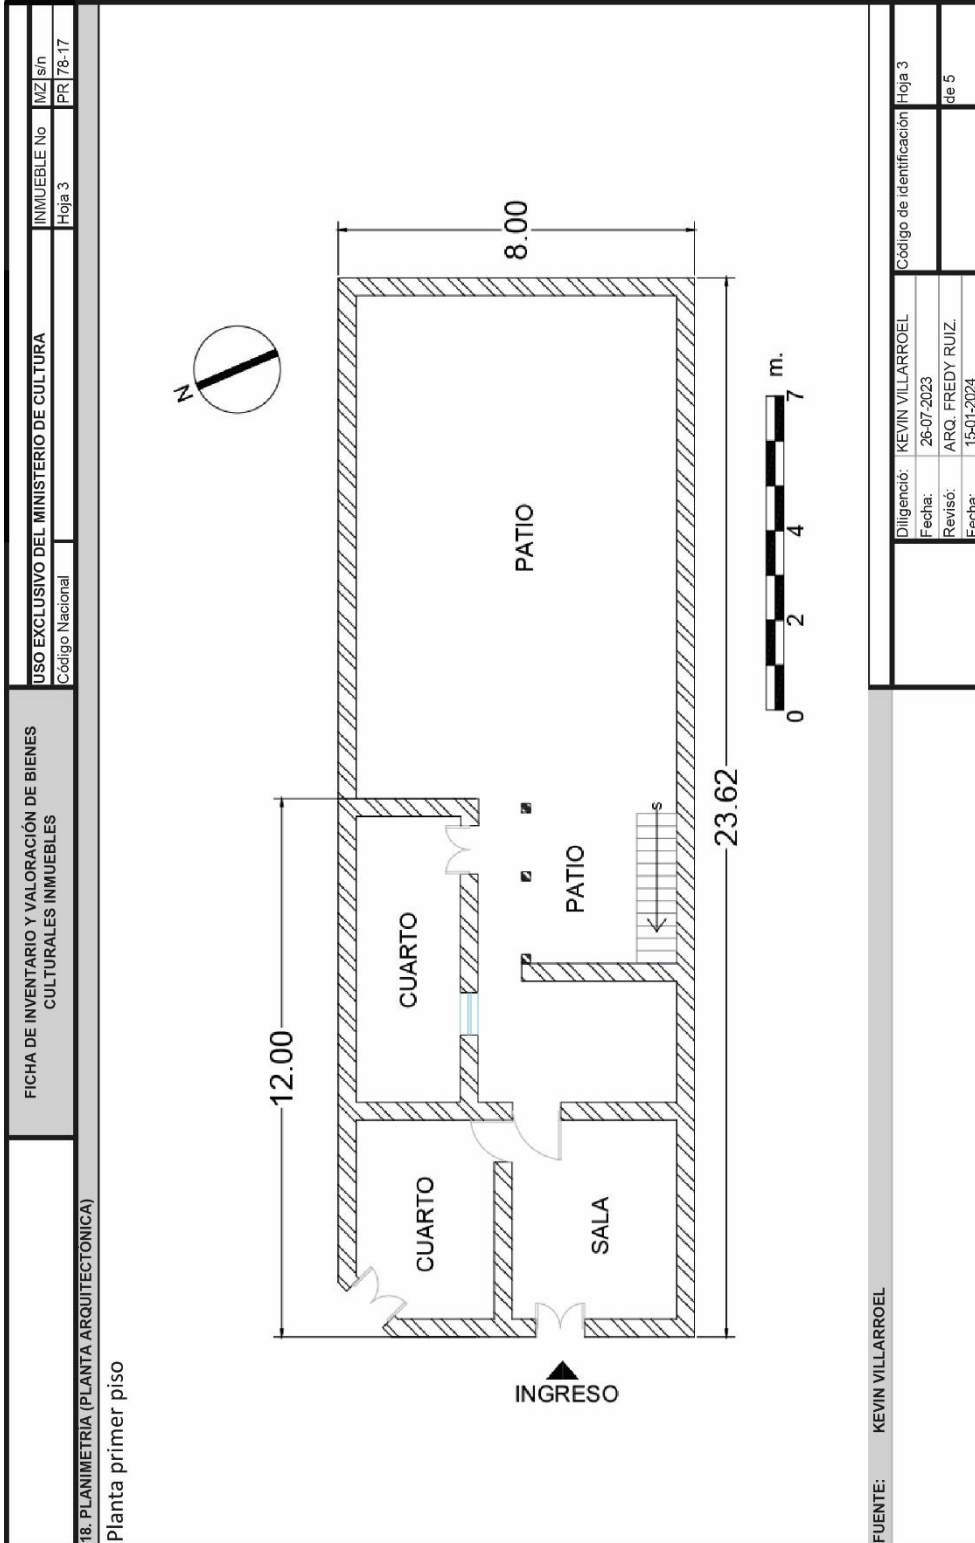 FICHA DE INVENTARIO Y VALORACIÓN DE BIENES
CULTURALES INMUEBLES
USO EXCLUSIVO DEL MINISTERIO DE CULTURA
INMUEBLE No
MZ s/n
Código Nacional
Hoja 3
PR 78-17
18. PLANIMETRIA (PLANTA ARQUITECTÓNICA)
Planta primer piso
N
12.00
8.00
CUARTO
CUARTO
PATIO
INGRESO
SALA
PATIO
s
23.62
0 2 4 7 m.
FUENTE: KEVIN VILLARROEL
Diligenció: KEVIN VILLARROEL
Código de identificación
Hoja 3
Fecha: 26-07-2023
Revisó: ARQ. FREDY RUIZ.
de 5
Fecha: 15-01-2024